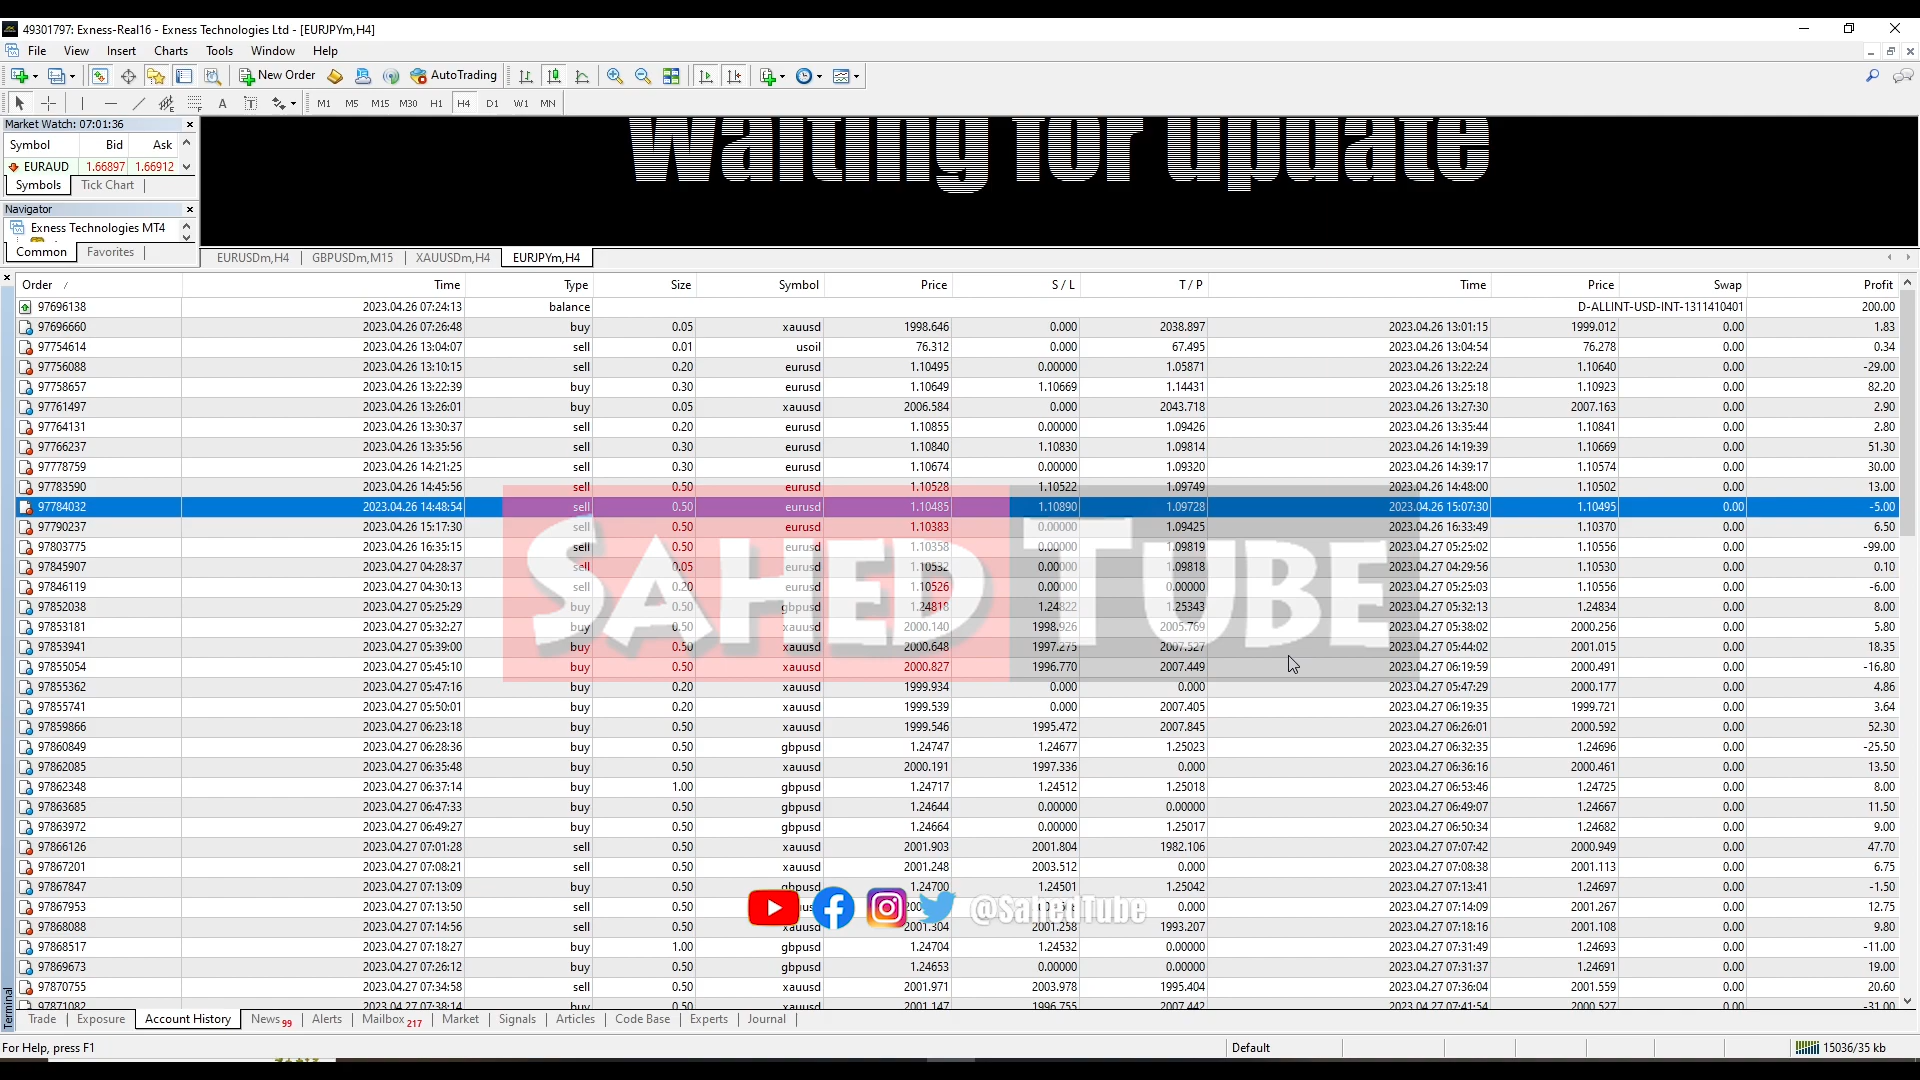 49301797: Exness-Real16 - Exness Technologies Ltd - [EURJPYm,H4]
File View Insert Charts Tools Window Help
New Order AutoTrading
A T M1 M5 M15 M30 H1 H4 D1 W1 MN
Market Watch: 07:01:36
Symbol Bid Ask
EURAUD 1.66897 1.66912
Symbols Tick Chart
Waiting for update
Navigator
Exness Technologies MT4
Common Favorites
EURUSDm,H4 GBPUSDm,M15 XAUUSDm,H4 EURJPYm,H4
Order / Time Type Size Symbol Price S / L T / P Time Price Swap Profit
97696138 2023.04.26 07:24:13 balance D-ALLINT-USD-INT-1311410401 200.00
97696660 2023.04.26 07:26:48 buy 0.05 xauusd 1998.646 0.000 2038.897 2023.04.26 13:01:15 1999.012 0.00 1.83
97754614 2023.04.26 13:04:07 sell 0.01 usoil 76.312 0.000 67.495 2023.04.26 13:04:54 76.278 0.00 0.34
97756088 2023.04.26 13:10:15 sell 0.20 eurusd 1.10495 0.00000 1.05871 2023.04.26 13:22:24 1.10640 0.00 -29.00
97758657 2023.04.26 13:22:39 buy 0.30 eurusd 1.10649 1.10669 1.14431 2023.04.26 13:25:18 1.10923 0.00 82.20
97761497 2023.04.26 13:26:01 buy 0.05 xauusd 2006.584 0.000 2043.718 2023.04.26 13:27:30 2007.163 0.00 2.90
97764131 2023.04.26 13:30:37 sell 0.20 eurusd 1.10855 0.00000 1.09426 2023.04.26 13:35:44 1.10841 0.00 2.80
97766237 2023.04.26 13:35:56 sell 0.30 eurusd 1.10840 1.10830 1.09814 2023.04.26 14:19:39 1.10669 0.00 51.30
97778759 2023.04.26 14:21:25 sell 0.30 eurusd 1.10674 0.00000 1.09320 2023.04.26 14:39:17 1.10574 0.00 30.00
97783590 2023.04.26 14:45:56 sell 0.50 eurusd 1.10528 1.10522 1.09749 2023.04.26 14:48:00 1.10502 0.00 13.00
97784032 2023.04.26 14:48:54 sell 0.50 eurusd 1.10485 1.10890 1.09728 2023.04.26 15:07:30 1.10495 0.00 -5.00
97790237 2023.04.26 15:17:30 sell 0.50 eurusd 1.10383 0.00000 1.09425 2023.04.26 16:33:49 1.10370 0.00 6.50
97803775 2023.04.26 16:35:15 sell 0.50 eurusd 1.10358 0.00000 1.09819 2023.04.27 05:25:02 1.10556 0.00 -99.00
97845907 2023.04.27 04:28:37 sell 0.05 eurusd 1.10532 0.00000 1.09818 2023.04.27 04:29:56 1.10530 0.00 0.10
97846119 2023.04.27 04:30:13 sell 0.20 eurusd 1.10526 0.00000 0.00000 2023.04.27 05:25:03 1.10556 0.00 -6.00
SAHED TUBE
97852038 2023.04.27 05:25:29 buy 0.50 gbpusd 1.24818 1.24822 1.25343 2023.04.27 05:32:13 1.24834 0.00 8.00
97853181 2023.04.27 05:32:27 buy 0.50 xauusd 2000.140 1998.926 2005.769 2023.04.27 05:38:02 2000.256 0.00 5.80
97853941 2023.04.27 05:39:00 buy 0.50 xauusd 2000.648 1997.275 2007.527 2023.04.27 05:44:02 2001.015 0.00 18.35
97855054 2023.04.27 05:45:10 buy 0.50 xauusd 2000.827 1996.770 2007.449 2023.04.27 06:19:59 2000.491 0.00 -16.80
97855362 2023.04.27 05:47:16 buy 0.20 xauusd 1999.934 0.000 0.000 2023.04.27 05:47:29 2000.177 0.00 4.86
97855741 2023.04.27 05:50:01 buy 0.20 xauusd 1999.539 0.000 2007.405 2023.04.27 06:19:35 1999.721 0.00 3.64
97859866 2023.04.27 06:23:18 buy 0.50 xauusd 1999.546 1995.472 2007.845 2023.04.27 06:26:01 2000.592 0.00 52.30
97860849 2023.04.27 06:28:36 buy 0.50 gbpusd 1.24747 1.24677 1.25023 2023.04.27 06:32:35 1.24696 0.00 -25.50
97862085 2023.04.27 06:35:48 buy 0.50 xauusd 2000.191 1997.336 0.000 2023.04.27 06:36:16 2000.461 0.00 13.50
97862348 2023.04.27 06:37:14 buy 1.00 gbpusd 1.24717 1.24512 1.25018 2023.04.27 06:53:46 1.24725 0.00 8.00
97863685 2023.04.27 06:47:33 buy 0.50 gbpusd 1.24644 0.00000 0.00000 2023.04.27 06:49:07 1.24667 0.00 11.50
97863972 2023.04.27 06:49:27 buy 0.50 gbpusd 1.24664 0.00000 1.25017 2023.04.27 06:50:34 1.24682 0.00 9.00
97866126 2023.04.27 07:01:28 sell 0.50 xauusd 2001.903 2001.804 1982.106 2023.04.27 07:07:42 2000.949 0.00 47.70
97867201 2023.04.27 07:08:21 sell 0.50 xauusd 2001.248 2003.512 0.000 2023.04.27 07:08:38 2001.113 0.00 6.75
97867847 2023.04.27 07:13:09 buy 0.50 gbpusd 1.24700 1.24501 1.25042 2023.04.27 07:13:41 1.24697 0.00 -1.50
97867953 2023.04.27 07:13:50 sell 0.50 0.000 2023.04.27 07:14:09 2001.267 0.00 12.75
@SahedTube
97868088 2023.04.27 07:14:56 sell 0.50 xauusd 2001.304 2001.258 1993.207 2023.04.27 07:18:16 2001.108 0.00 9.80
97868517 2023.04.27 07:18:27 buy 1.00 gbpusd 1.24704 1.24532 0.00000 2023.04.27 07:31:49 1.24693 0.00 -11.00
97869673 2023.04.27 07:26:12 buy 0.50 gbpusd 1.24653 0.00000 0.00000 2023.04.27 07:31:37 1.24691 0.00 19.00
97870755 2023.04.27 07:34:58 sell 0.50 xauusd 2001.971 2003.978 1995.404 2023.04.27 07:36:04 2001.559 0.00 20.60
97871082 2023.04.27 07:38:14 buy 0.50 xauusd 2001.147 1996.755 2007.442 2023.04.27 07:41:54 2000.527 0.00 -31.00
Terminal
Trade Exposure Account History News 99 Alerts Mailbox 217 Market Signals Articles Code Base Experts Journal
For Help, press F1 Default 15036/35 kb